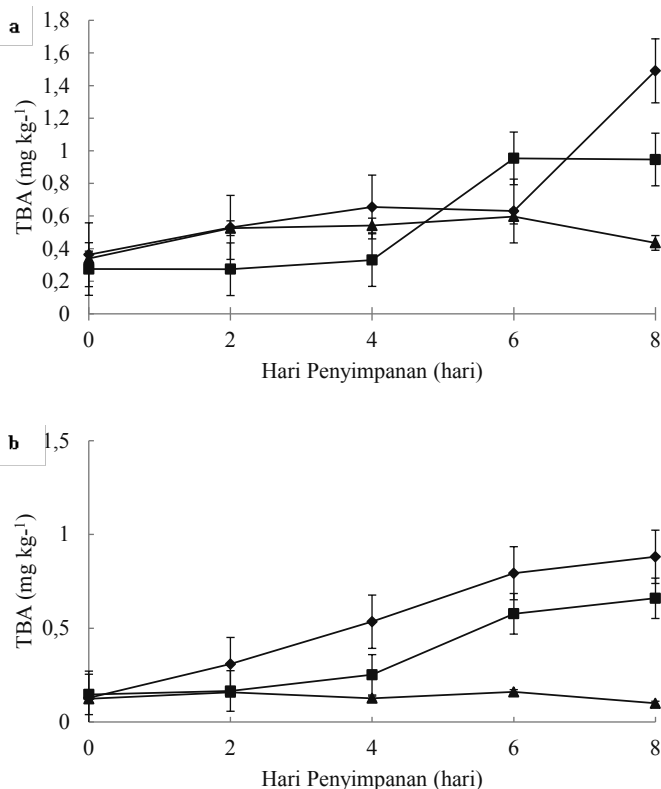 a
1,8
1,6
1,4
1,2
1
0,8
0,6
0,4
0,2
0
TBA (mg kg-1)
0 2 4 6 8
Hari Penyimpanan (hari)
b
1,5
1
0,5
0
TBA (mg kg-1)
0 2 4 6 8
Hari Penyimpanan (hari)